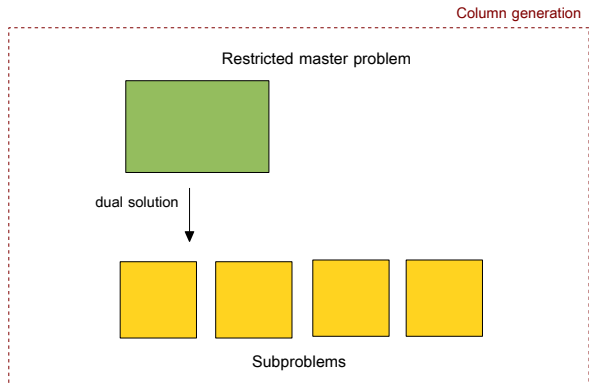 Column generation
Restricted master problem
dual solution
Subproblems